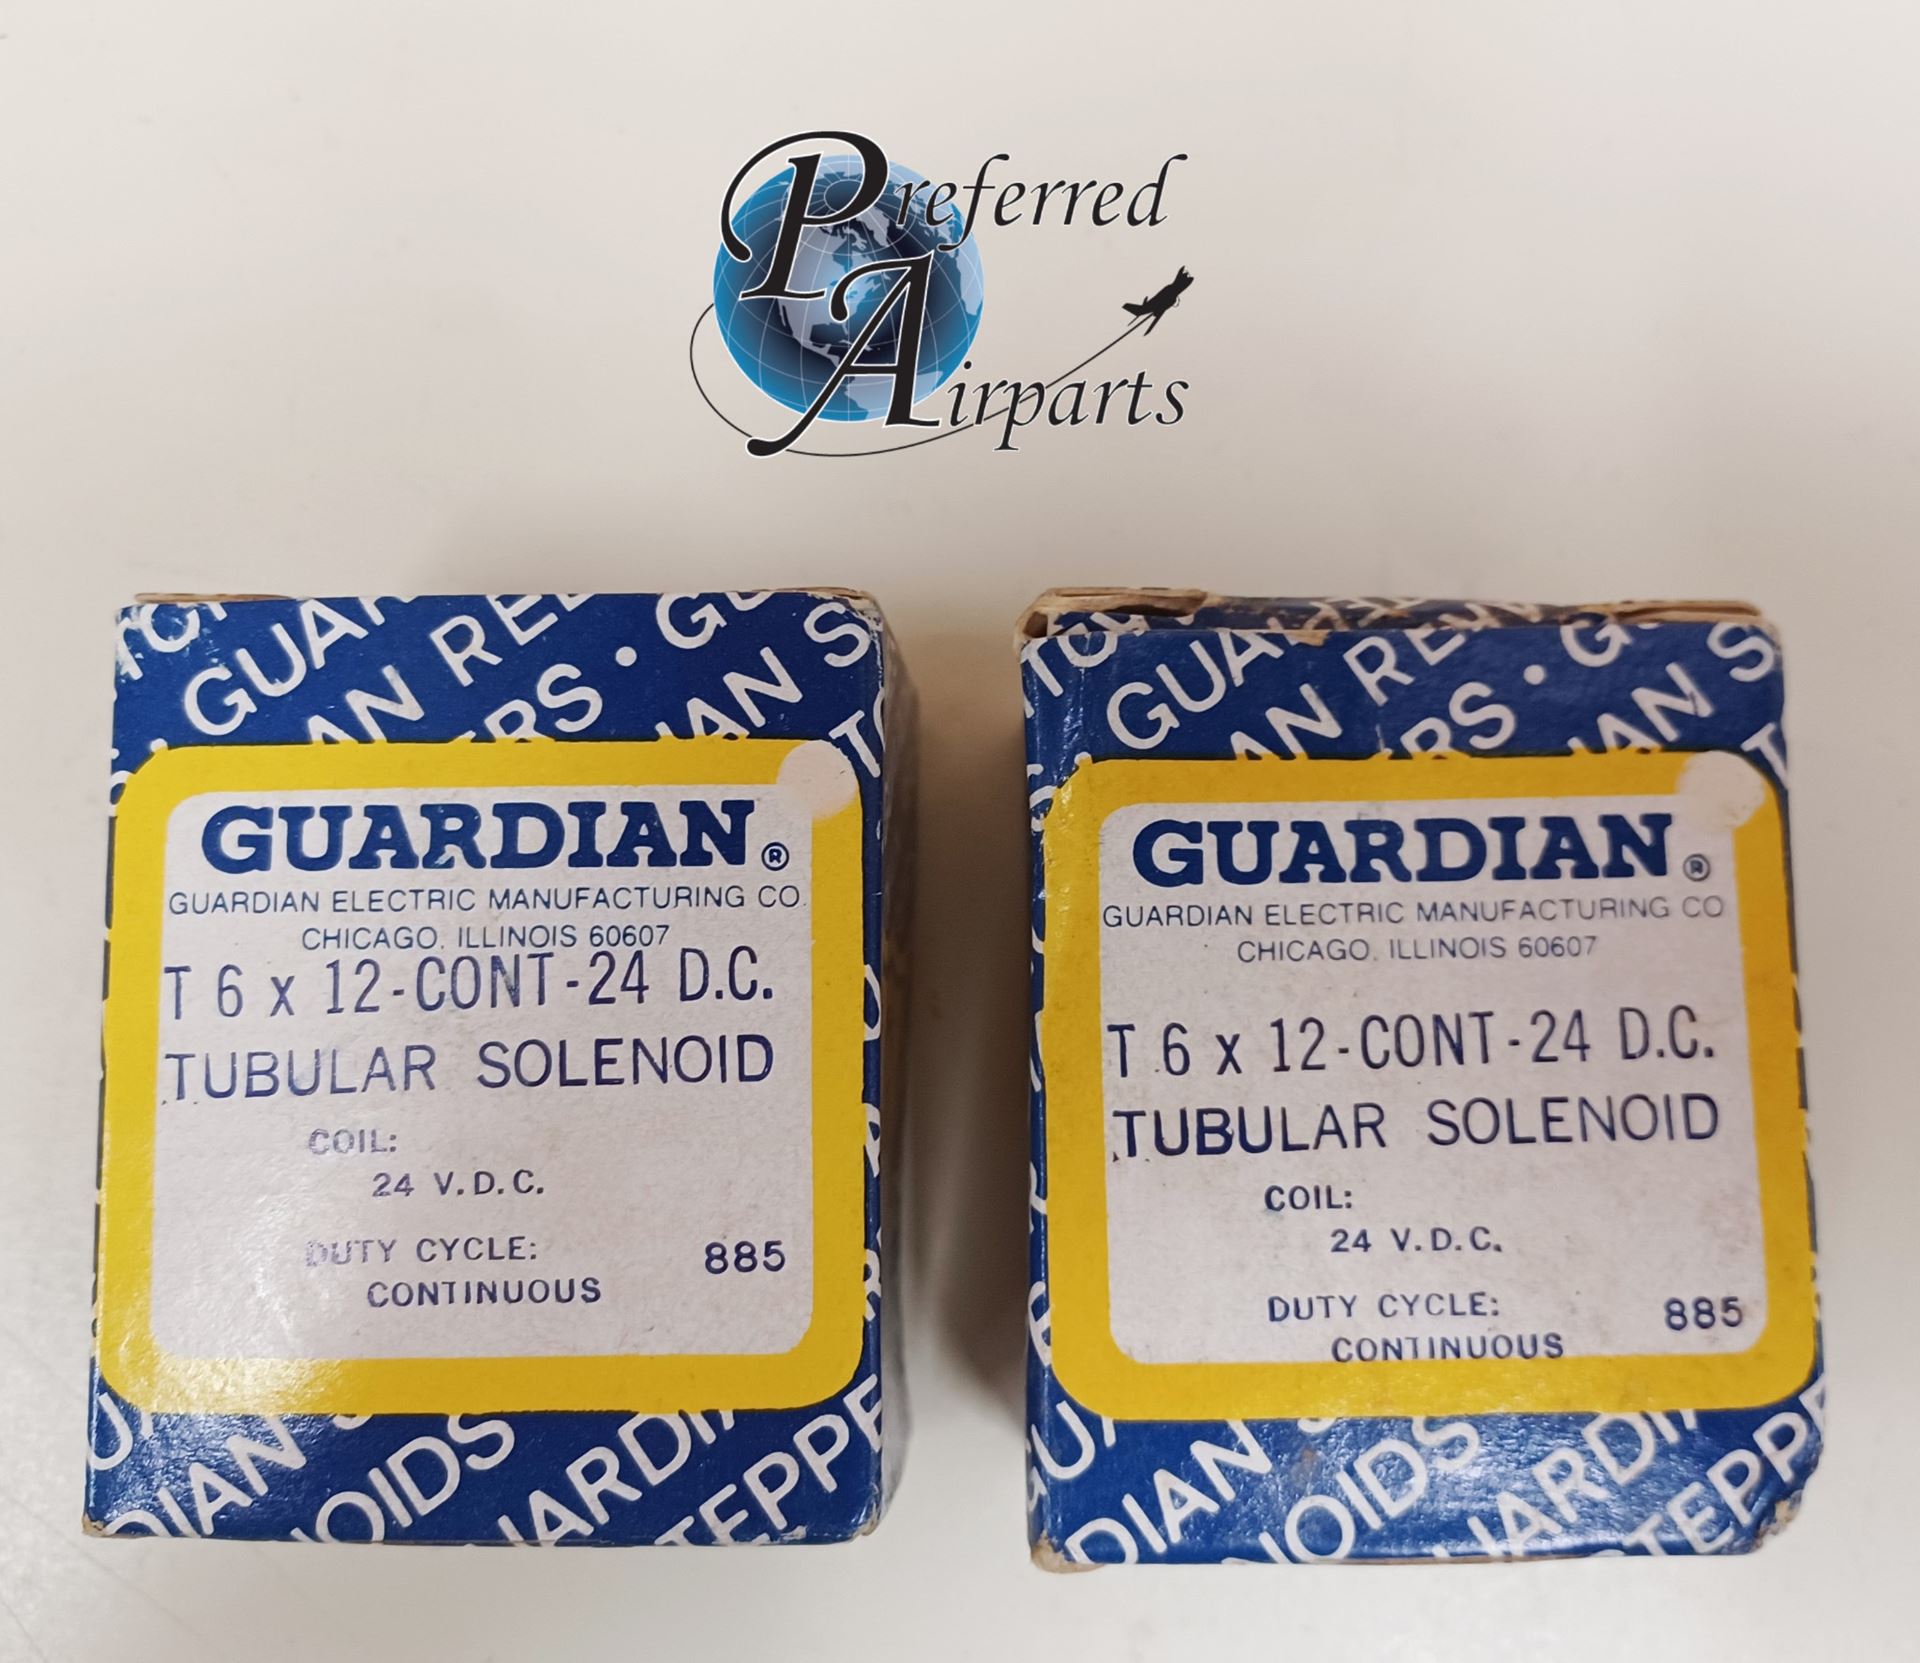 Preferred
Airparts
GUARDIAN®
GUARDIAN ELECTRIC MANUFACTURING CO.
CHICAGO, ILLINOIS 60607
T 6 x 12-CONT-24 D.C.
TUBULAR SOLENOID
COIL:
24 V.D.C.
DUTY CYCLE: 885
CONTINUOUS
GUARDIAN®
GUARDIAN ELECTRIC MANUFACTURING CO
CHICAGO, ILLINOIS 60607
T 6 x 12-CONT-24 D.C.
TUBULAR SOLENOID
COIL:
24 V.D.C.
DUTY CYCLE: 885
CONTINUOUS